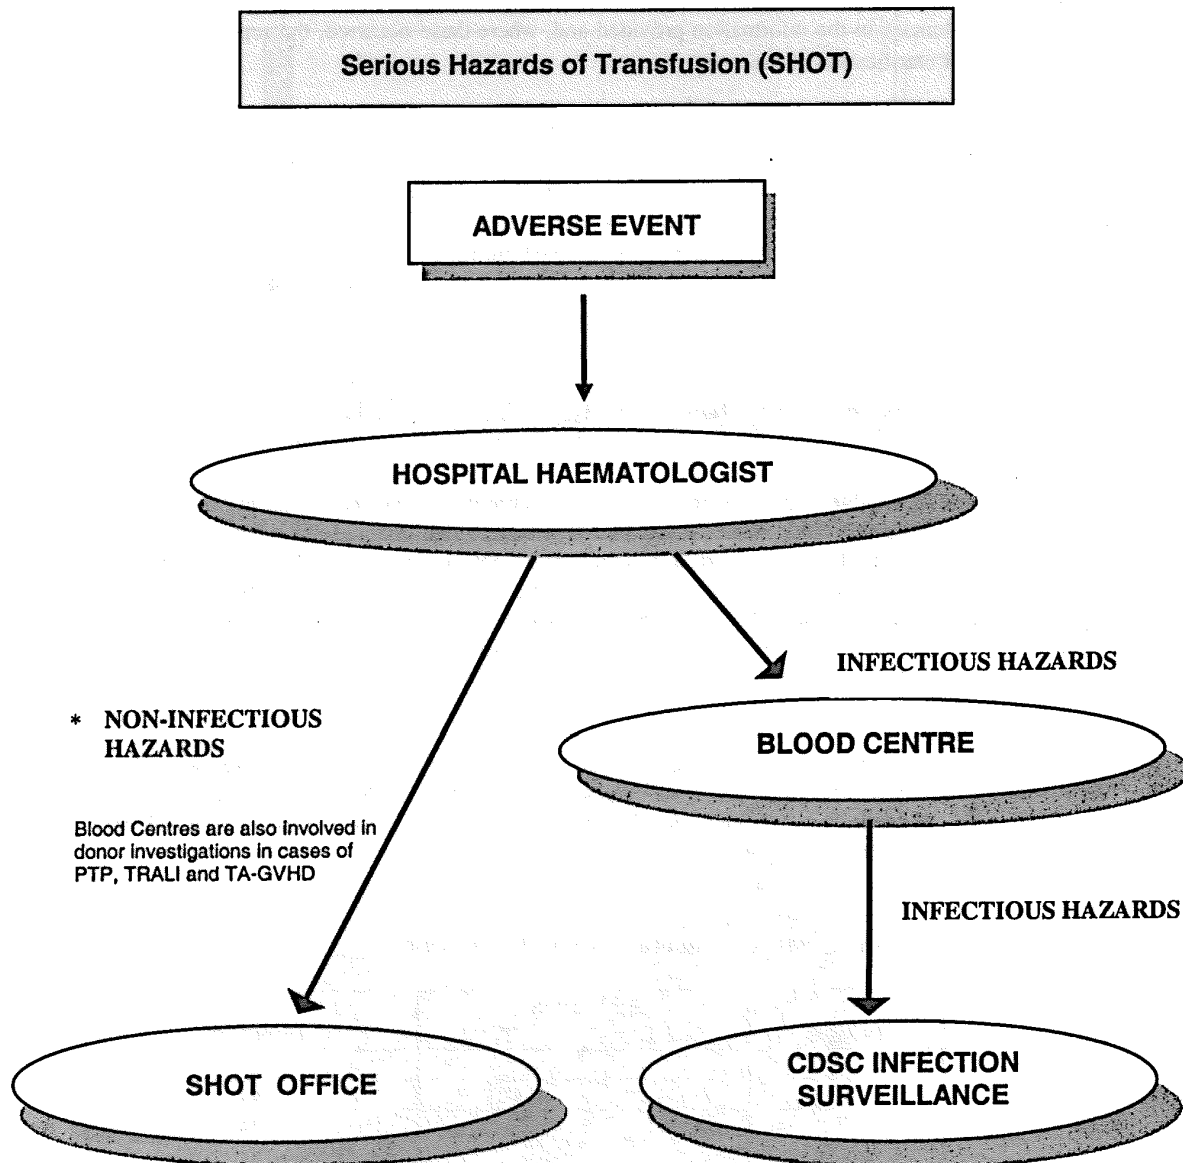 Serious Hazards of Transfusion (SHOT)
ADVERSE EVENT
HOSPITAL HAEMATOLOGIST
INFECTIOUS HAZARDS
* NON-INFECTIOUS
HAZARDS
BLOOD CENTRE
Blood Centres are also involved in
donor investigations in cases of
PTP, TRALI and TA-GVHD
INFECTIOUS HAZARDS
SHOT OFFICE
CDSC INFECTION
SURVEILLANCE